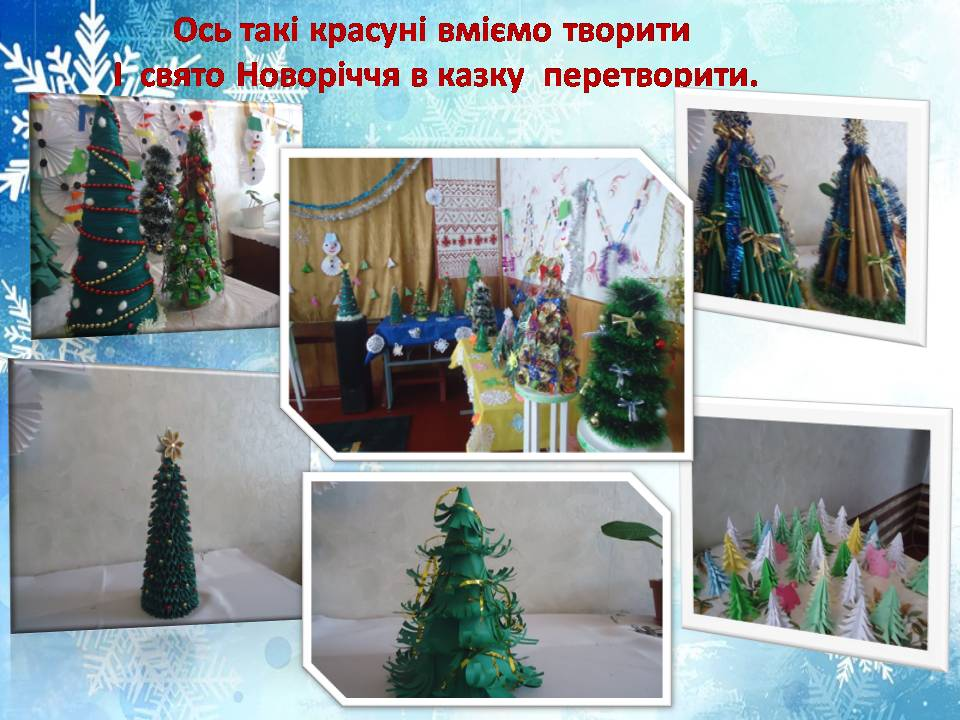 Ось такі красуні вміємо творити
І свято Новоріччя в казку перетворити.